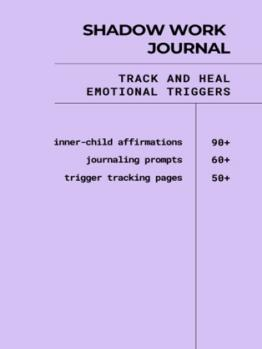 SHADOW WORK
JOURNAL
TRACK AND HEAL
EMOTIONAL TRIGGERS
inner-child affirmations 90+
journaling prompts 60+
trigger tracking pages 50+